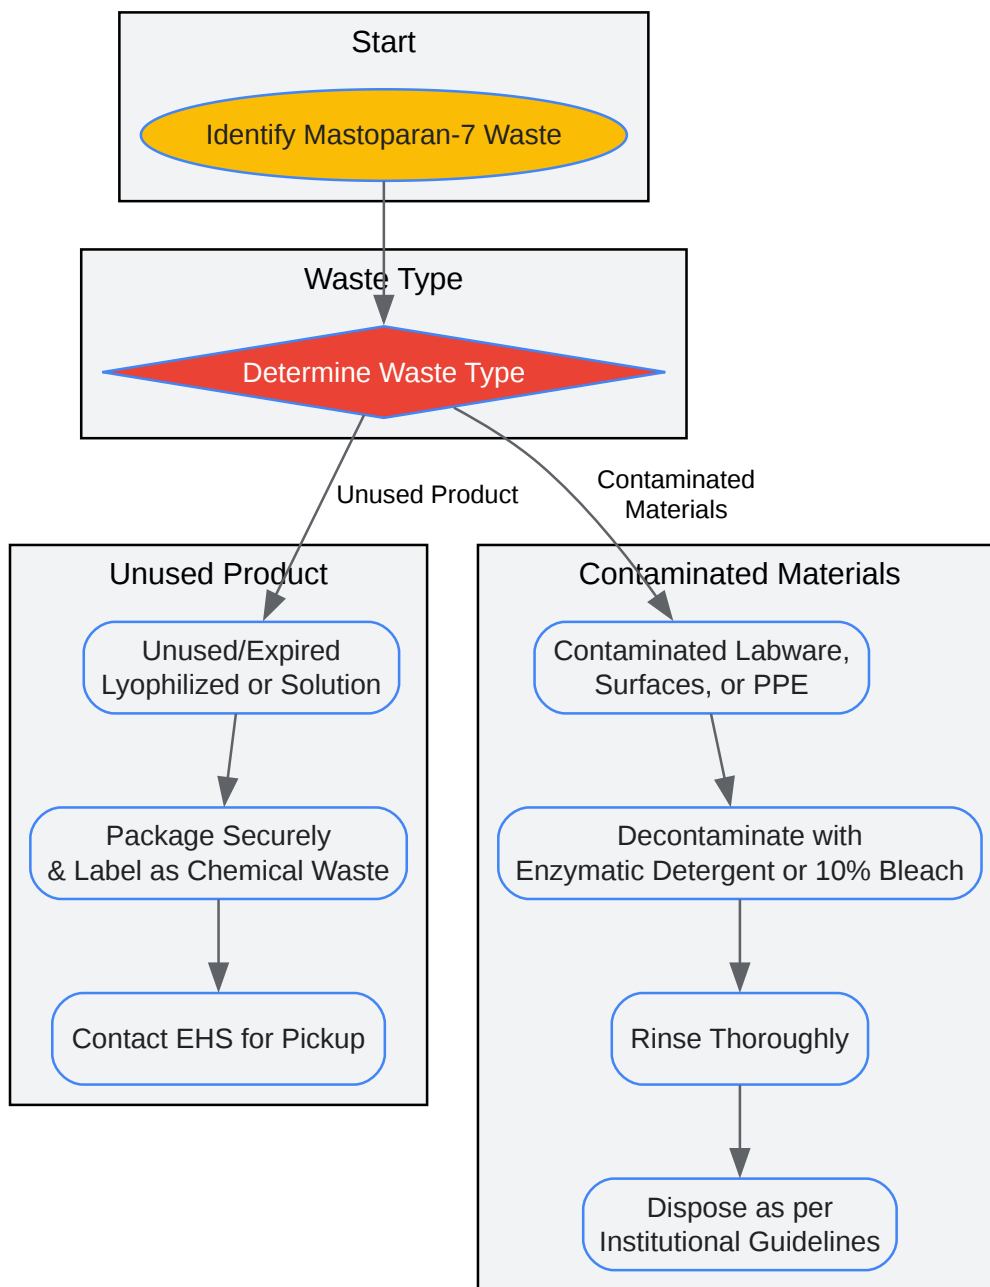 Start
Identify Mastoparan-7 Waste
Waste Type
Determine Waste Type
Unused Product
Contaminated
Materials
Unused Product
Unused/Expired
Lyophilized or Solution
Package Securely
& Label as Chemical Waste
Contact EHS for Pickup
Contaminated Materials
Contaminated Labware,
Surfaces, or PPE
Decontaminate with
Enzymatic Detergent or 10% Bleach
Rinse Thoroughly
Dispose as per
Institutional Guidelines